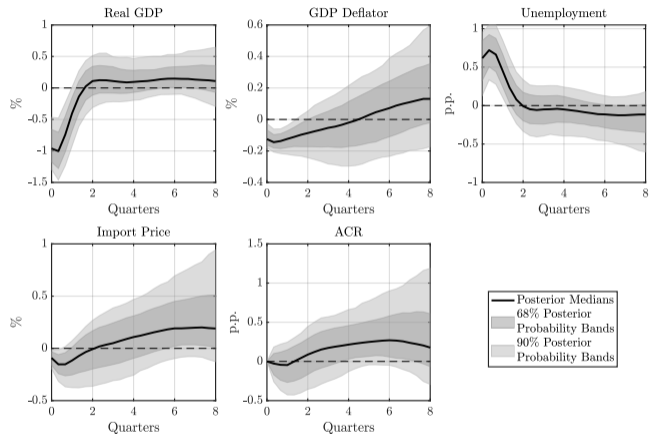 Real GDP
GDP Deflator
Unemployment
1
0.5
0
-0.5
-1
-1.5
%
0 2 4 6 8
Quarters
0.6
0.4
0.2
0
-0.2
-0.4
%
0 2 4 6 8
Quarters
1
0.5
0
-0.5
-1
p.p.
0 2 4 6 8
Quarters
Import Price
ACR
1
0.5
0
-0.5
%
0 2 4 6 8
Quarters
1.5
1
0.5
0
-0.5
p.p.
0 2 4 6 8
Quarters
Posterior Medians
68% Posterior
Probability Bands
90% Posterior
Probability Bands